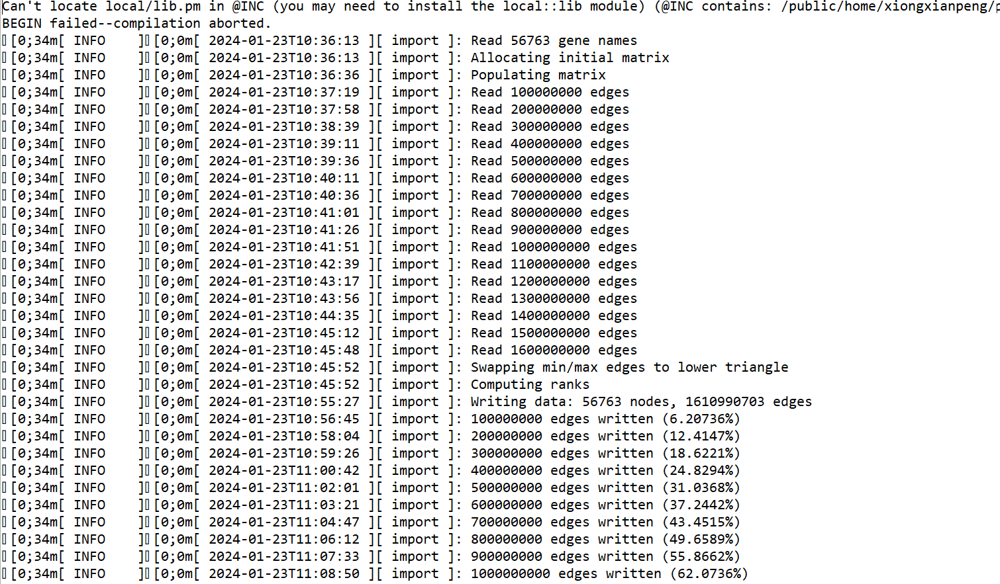 Can't locate local/lib.pm in @INC (you may need to install the local::lib module) (@INC contains: /public/home/xiongxianpeng/p
BEGIN failed--compilation aborted.
[0;34m[ INFO    ][0;0m[ 2024-01-23T10:36:13 ][ import ]: Read 56763 gene names
[0;34m[ INFO    ][0;0m[ 2024-01-23T10:36:13 ][ import ]: Allocating initial matrix
[0;34m[ INFO    ][0;0m[ 2024-01-23T10:36:36 ][ import ]: Populating matrix
[0;34m[ INFO    ][0;0m[ 2024-01-23T10:37:19 ][ import ]: Read 100000000 edges
[0;34m[ INFO    ][0;0m[ 2024-01-23T10:37:58 ][ import ]: Read 200000000 edges
[0;34m[ INFO    ][0;0m[ 2024-01-23T10:38:39 ][ import ]: Read 300000000 edges
[0;34m[ INFO    ][0;0m[ 2024-01-23T10:39:11 ][ import ]: Read 400000000 edges
[0;34m[ INFO    ][0;0m[ 2024-01-23T10:39:36 ][ import ]: Read 500000000 edges
[0;34m[ INFO    ][0;0m[ 2024-01-23T10:40:11 ][ import ]: Read 600000000 edges
[0;34m[ INFO    ][0;0m[ 2024-01-23T10:40:36 ][ import ]: Read 700000000 edges
[0;34m[ INFO    ][0;0m[ 2024-01-23T10:41:01 ][ import ]: Read 800000000 edges
[0;34m[ INFO    ][0;0m[ 2024-01-23T10:41:26 ][ import ]: Read 900000000 edges
[0;34m[ INFO    ][0;0m[ 2024-01-23T10:41:51 ][ import ]: Read 1000000000 edges
[0;34m[ INFO    ][0;0m[ 2024-01-23T10:42:39 ][ import ]: Read 1100000000 edges
[0;34m[ INFO    ][0;0m[ 2024-01-23T10:43:17 ][ import ]: Read 1200000000 edges
[0;34m[ INFO    ][0;0m[ 2024-01-23T10:43:56 ][ import ]: Read 1300000000 edges
[0;34m[ INFO    ][0;0m[ 2024-01-23T10:44:35 ][ import ]: Read 1400000000 edges
[0;34m[ INFO    ][0;0m[ 2024-01-23T10:45:12 ][ import ]: Read 1500000000 edges
[0;34m[ INFO    ][0;0m[ 2024-01-23T10:45:48 ][ import ]: Read 1600000000 edges
[0;34m[ INFO    ][0;0m[ 2024-01-23T10:45:52 ][ import ]: Swapping min/max edges to lower triangle
[0;34m[ INFO    ][0;0m[ 2024-01-23T10:45:52 ][ import ]: Computing ranks
[0;34m[ INFO    ][0;0m[ 2024-01-23T10:55:27 ][ import ]: Writing data: 56763 nodes, 1610990703 edges
[0;34m[ INFO    ][0;0m[ 2024-01-23T10:56:45 ][ import ]: 100000000 edges written (6.20736%)
[0;34m[ INFO    ][0;0m[ 2024-01-23T10:58:04 ][ import ]: 200000000 edges written (12.4147%)
[0;34m[ INFO    ][0;0m[ 2024-01-23T10:59:26 ][ import ]: 300000000 edges written (18.6221%)
[0;34m[ INFO    ][0;0m[ 2024-01-23T11:00:42 ][ import ]: 400000000 edges written (24.8294%)
[0;34m[ INFO    ][0;0m[ 2024-01-23T11:02:01 ][ import ]: 500000000 edges written (31.0368%)
[0;34m[ INFO    ][0;0m[ 2024-01-23T11:03:21 ][ import ]: 600000000 edges written (37.2442%)
[0;34m[ INFO    ][0;0m[ 2024-01-23T11:04:47 ][ import ]: 700000000 edges written (43.4515%)
[0;34m[ INFO    ][0;0m[ 2024-01-23T11:06:12 ][ import ]: 800000000 edges written (49.6589%)
[0;34m[ INFO    ][0;0m[ 2024-01-23T11:07:33 ][ import ]: 900000000 edges written (55.8662%)
[0;34m[ INFO    ][0;0m[ 2024-01-23T11:08:50 ][ import ]: 1000000000 edges written (62.0736%)